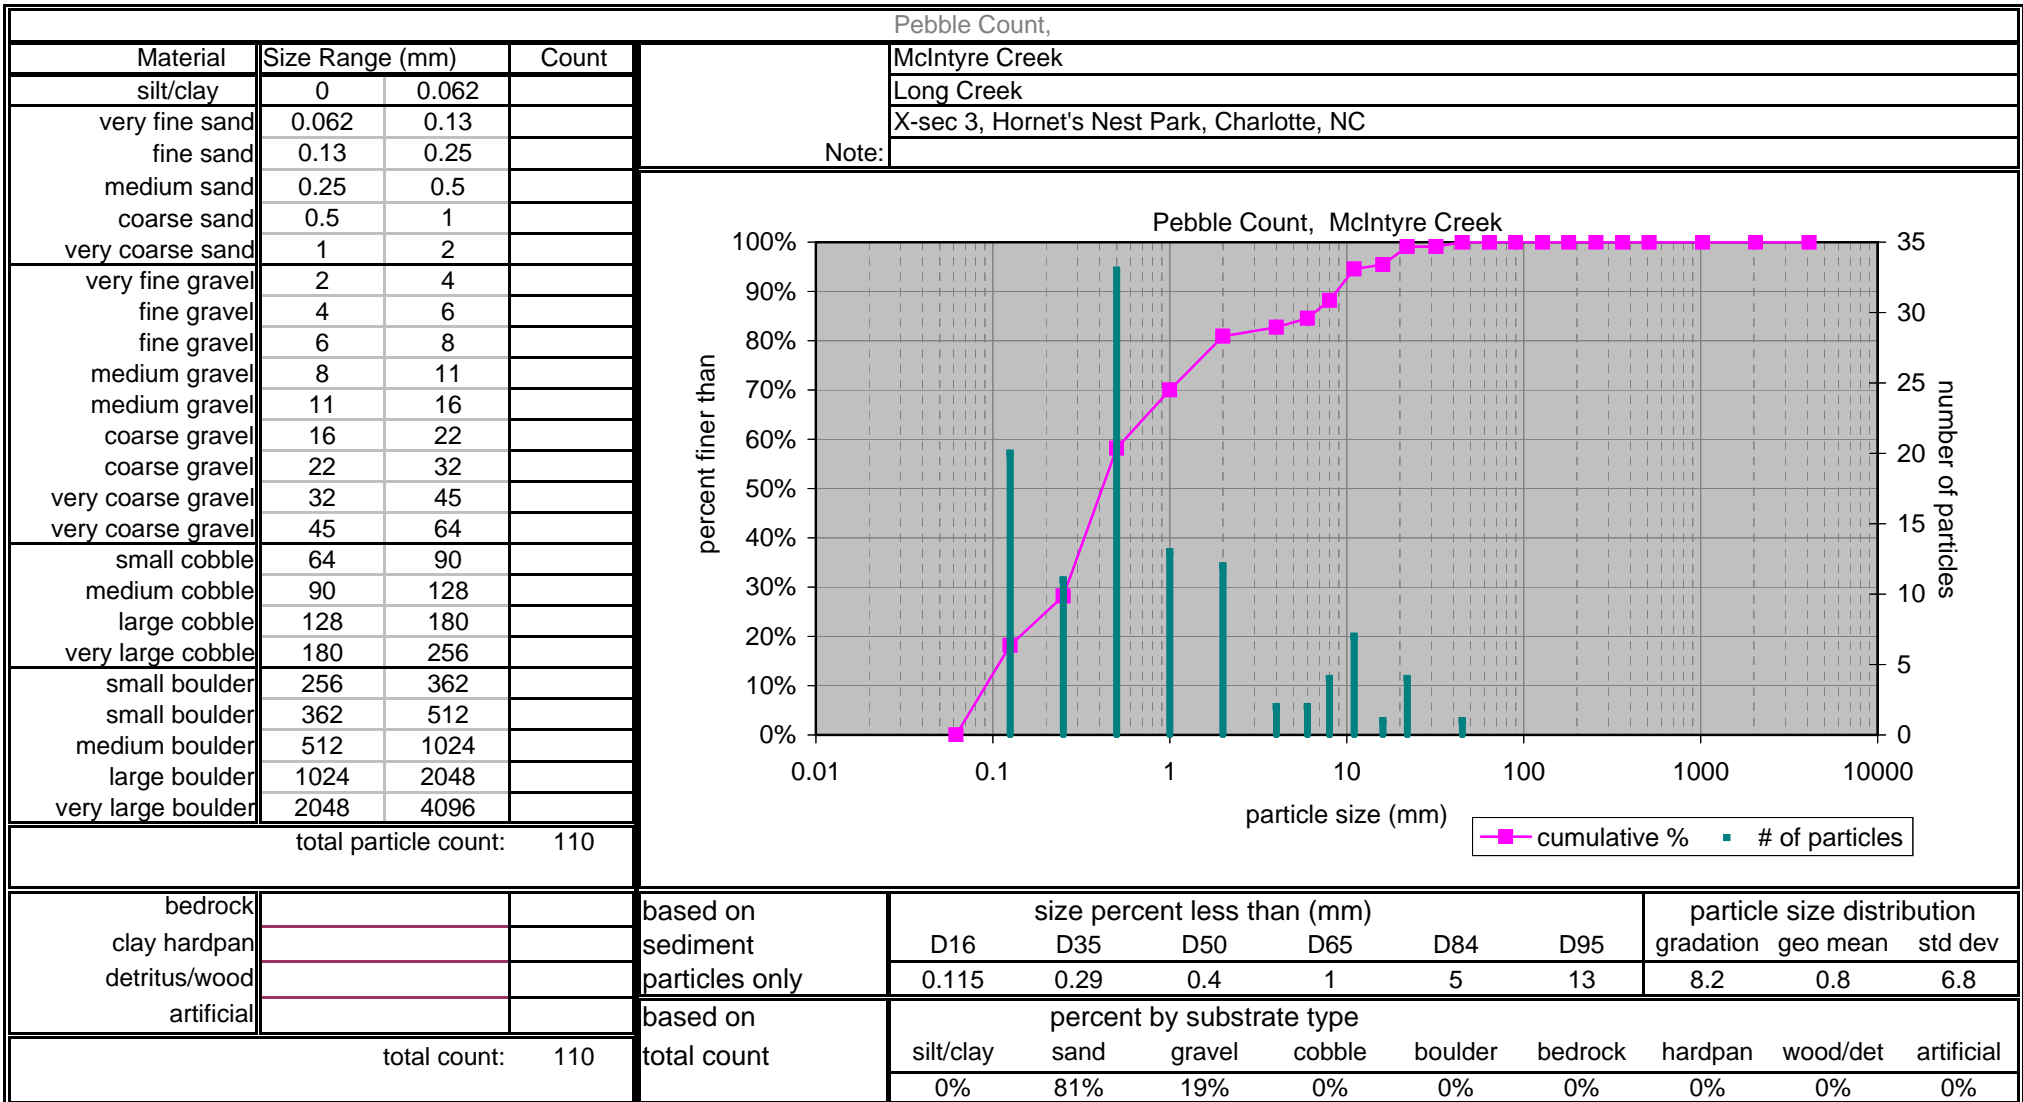 Pebble Count,
Material Size Range (mm) Count
silt/clay 0 0.062
very fine sand 0.062 0.13
fine sand 0.13 0.25
medium sand 0.25 0.5
coarse sand 0.5 1
very coarse sand 1 2
very fine gravel 2 4
fine gravel 4 6
fine gravel 6 8
medium gravel 8 11
medium gravel 11 16
coarse gravel 16 22
coarse gravel 22 32
very coarse gravel 32 45
very coarse gravel 45 64
small cobble 64 90
medium cobble 90 128
large cobble 128 180
very large cobble 180 256
small boulder 256 362
small boulder 362 512
medium boulder 512 1024
large boulder 1024 2048
very large boulder 2048 4096
total particle count: 110
bedrock
clay hardpan
detritus/wood
artificial
total count: 110
McIntyre Creek
Long Creek
X-sec 3, Hornet's Nest Park, Charlotte, NC
Note:
Pebble Count, McIntyre Creek
percent finer than
100%
90%
80%
70%
60%
50%
40%
30%
20%
10%
0%
35
30
25
20
15
10
5
0
number of particles
0.01 0.1 1 10 100 1000 10000
particle size (mm)
cumulative % # of particles
based on size percent less than (mm) particle size distribution
sediment D16 D35 D50 D65 D84 D95 gradation geo mean std dev
particles only 0.115 0.29 0.4 1 5 13 8.2 0.8 6.8
based on percent by substrate type
total count silt/clay sand gravel cobble boulder bedrock hardpan wood/det artificial
0% 81% 19% 0% 0% 0% 0% 0% 0%